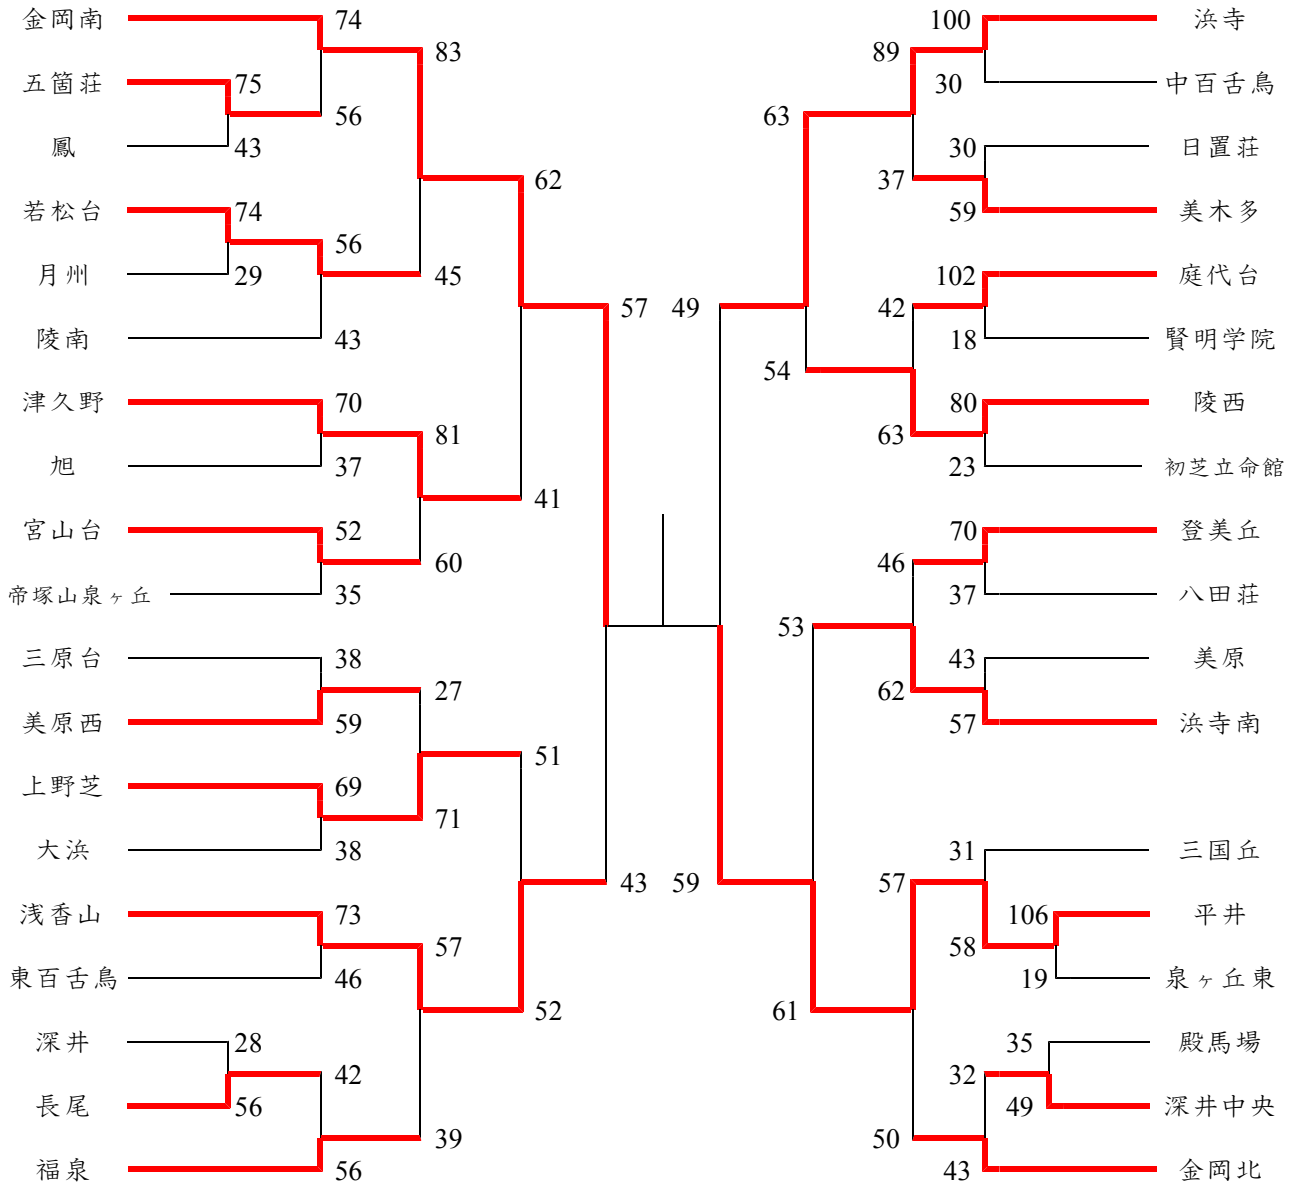 金岡南 74 83 100 浜寺
89
五箇荘 75 56 30 中百舌鳥
63
鳳 43 30 日置荘
62 37
若松台 74 59 美木多
56
月州 29 45 102 庭代台
57 49 42
陵南 43 18 賢明学院
54
津久野 70 80 陵西
81 63
旭 37 23 初芝立命館
41
宮山台 52 70 登美丘
60 46
帝塚山泉ヶ丘 35 37 八田荘
53
三原台 38 43 美原
27 62
美原西 59 57 浜寺南
51
上野芝 69
71
大浜 38 31 三国丘
43 59 57
浅香山 73 106 平井
57 58
東百舌鳥 46 19 泉ヶ丘東
52 61
深井 28 35 殿馬場
42 32
長尾 56 49 深井中央
39 50
福泉 56 43 金岡北